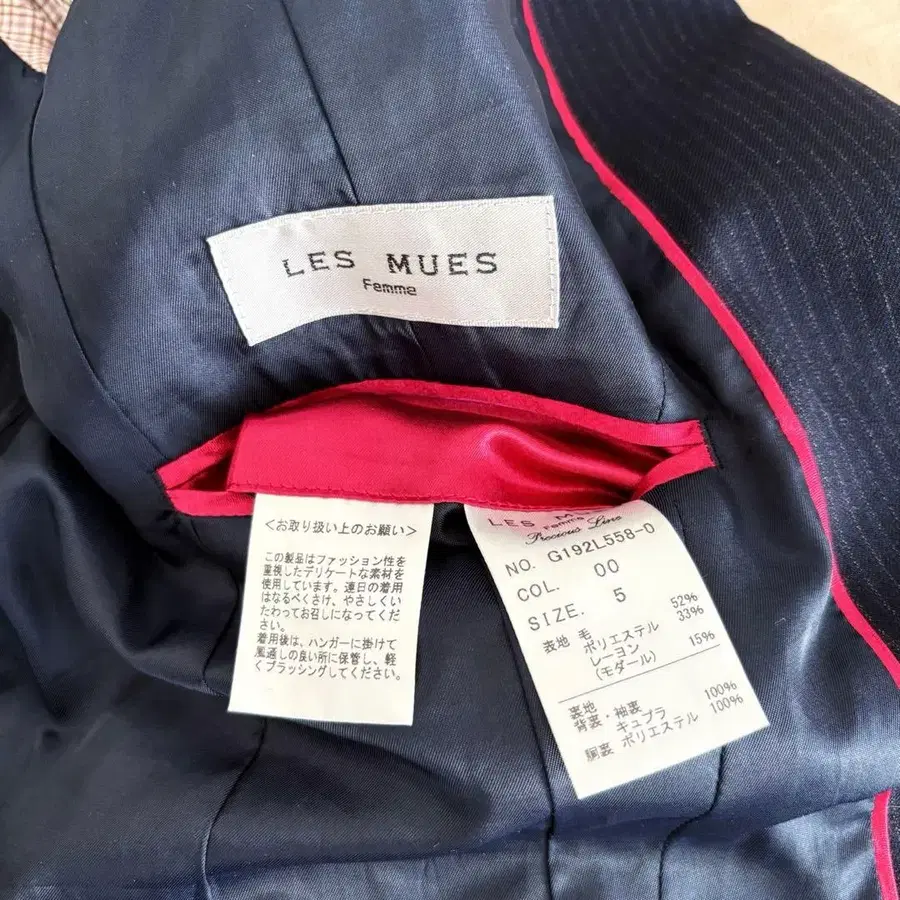 LES MUES
Femme
<お取り扱い上のお願い>
この製品はファッション性を
重視したデリケートな素材を
使用しています。連日の着用
はなるべくさけ、やさしくい
たわってお召しになってくださ
い。
着用後は、ハンガーに掛けて
風通しの良い所に保管し、軽
くブラッシングしてください。
LES MUES
Femme
Precious Line
NO. G192L558-0
COL. 00
SIZE. 5
表地 毛 52%
ポリエステル 33%
レーヨン
(モダール) 15%
裏地
背裏・袖裏
キュプラ 100%
胴裏 ポリエステル 100%